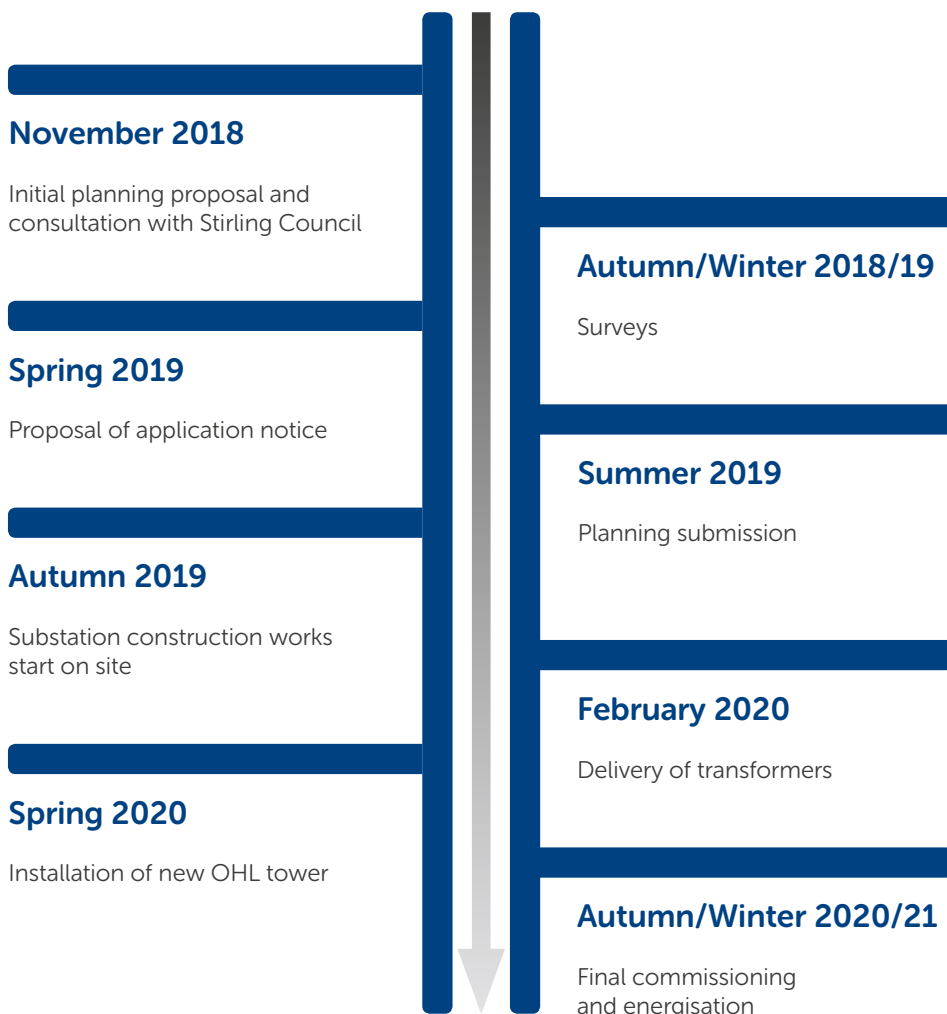 November 2018
Initial planning proposal and
consultation with Stirling Council
Autumn/Winter 2018/19
Surveys
Spring 2019
Proposal of application notice
Summer 2019
Planning submission
Autumn 2019
Substation construction works
start on site
February 2020
Delivery of transformers
Spring 2020
Installation of new OHL tower
Autumn/Winter 2020/21
Final commissioning
and energisation